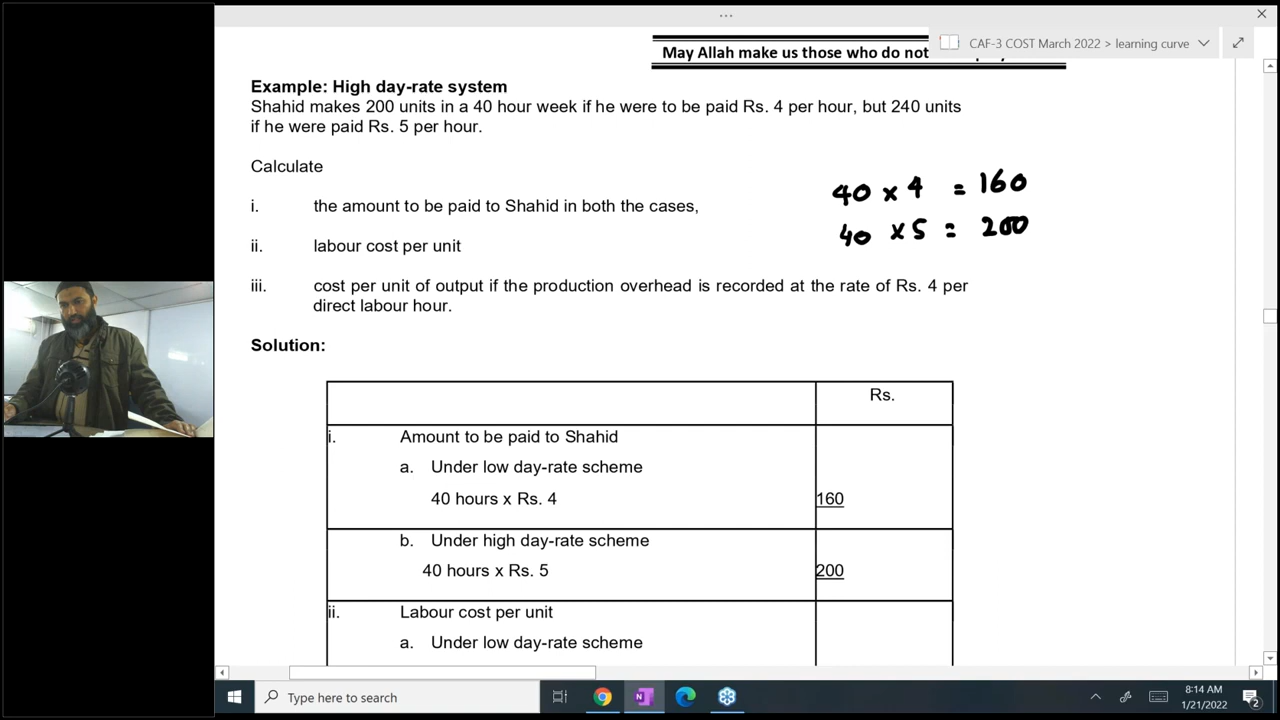 CAF-3 COST March 2022 > learning curve
May Allah make us those who do not
Example: High day-rate system
Shahid makes 200 units in a 40 hour week if he were to be paid Rs. 4 per hour, but 240 units
if he were paid Rs. 5 per hour.
Calculate
i. the amount to be paid to Shahid in both the cases,
ii. labour cost per unit
iii. cost per unit of output if the production overhead is recorded at the rate of Rs. 4 per
direct labour hour.
40 x 4 = 160
40 x 5 = 200
Solution:
Rs.
i. Amount to be paid to Shahid
a. Under low day-rate scheme
40 hours x Rs. 4 160
b. Under high day-rate scheme
40 hours x Rs. 5 200
ii. Labour cost per unit
a. Under low day-rate scheme
Type here to search
8:14 AM
1/21/2022
2